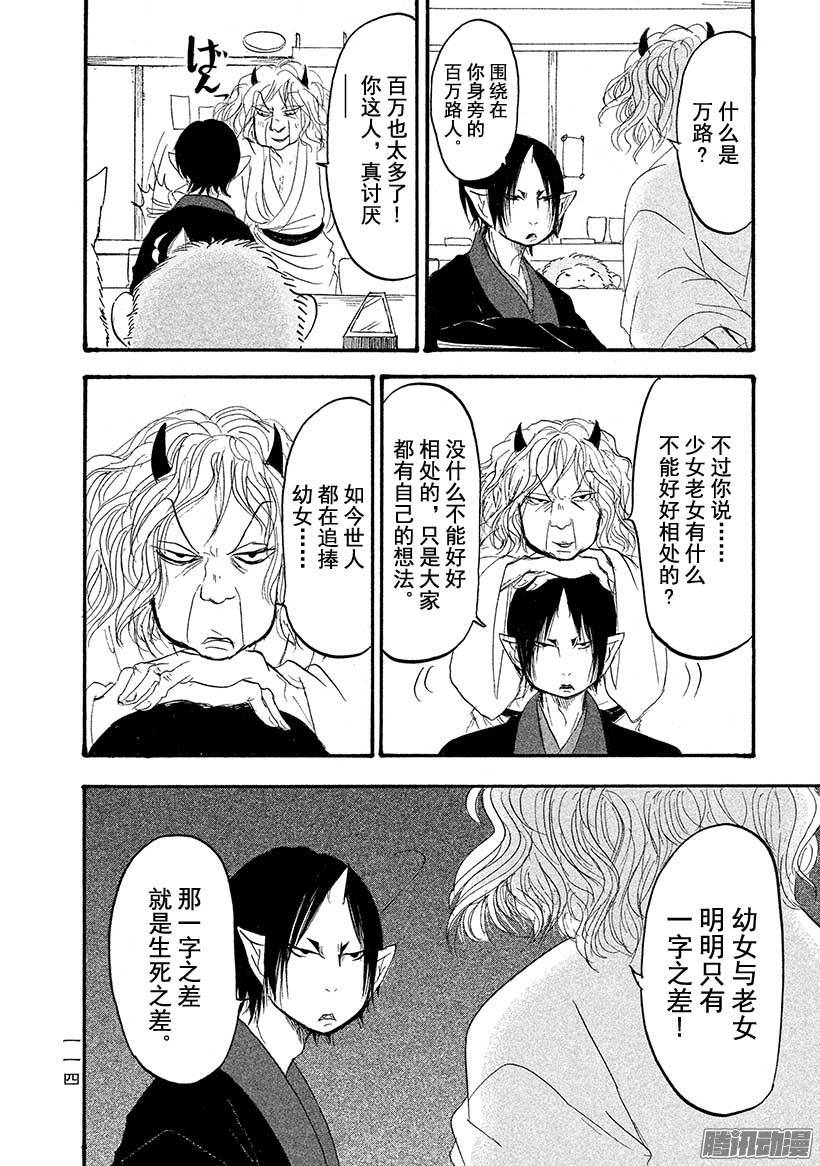 什么是
万路？
围绕在
你身旁的
百万路人。
百万也太多了！
你这人，真讨厌
——
ばんっ
不过你说……
少女老女有什么
不能好好相处的？
没什么不能好好
相处的，只是大家
都有自己的想法。
如今世人
都在追捧
幼女……
幼女与老女
明明只有
一字之差！
那一字之差
就是生死之差。
一一四
腾讯动漫